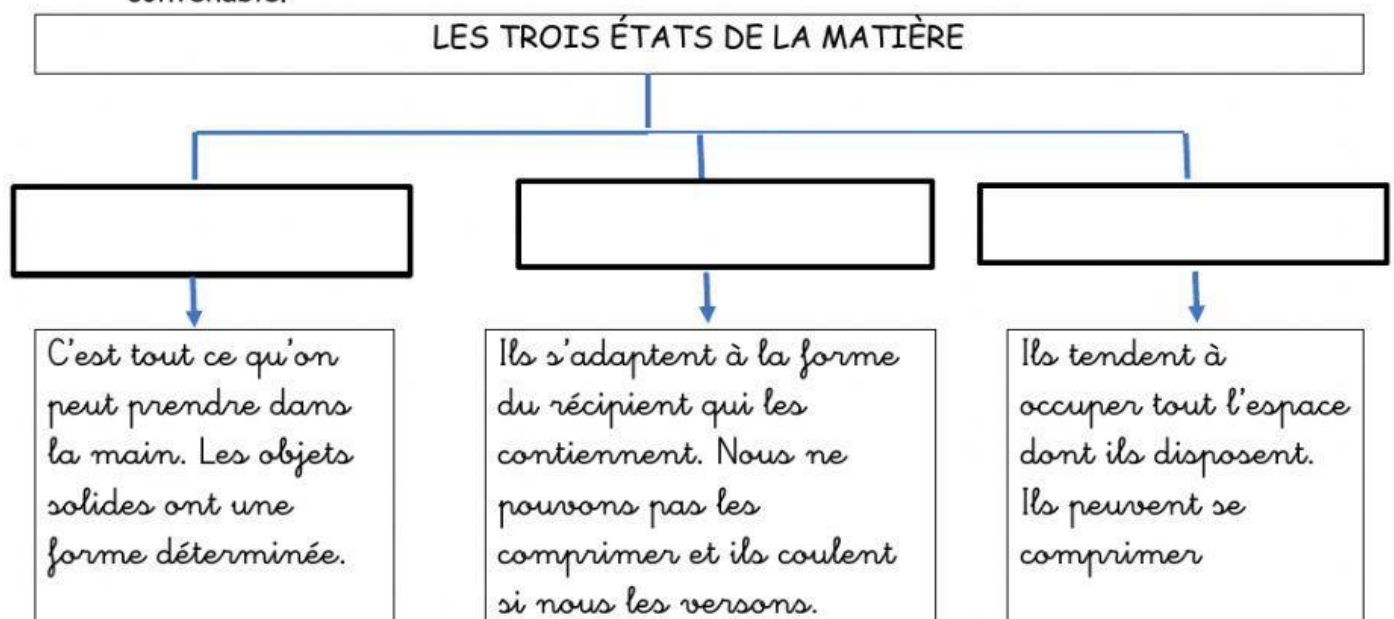 convenable.
LES TROIS ÉTATS DE LA MATIÈRE
C'est tout ce qu'on
peut prendre dans
la main. Les objets
solides ont une
forme déterminée.
Ils s'adaptent à la forme
du récipient qui les
contiennent. Nous ne
pouvons pas les
comprimer et ils coulent
si nous les versons.
Ils tendent à
occuper tout l'espace
dont ils disposent.
Ils peuvent se
comprimer